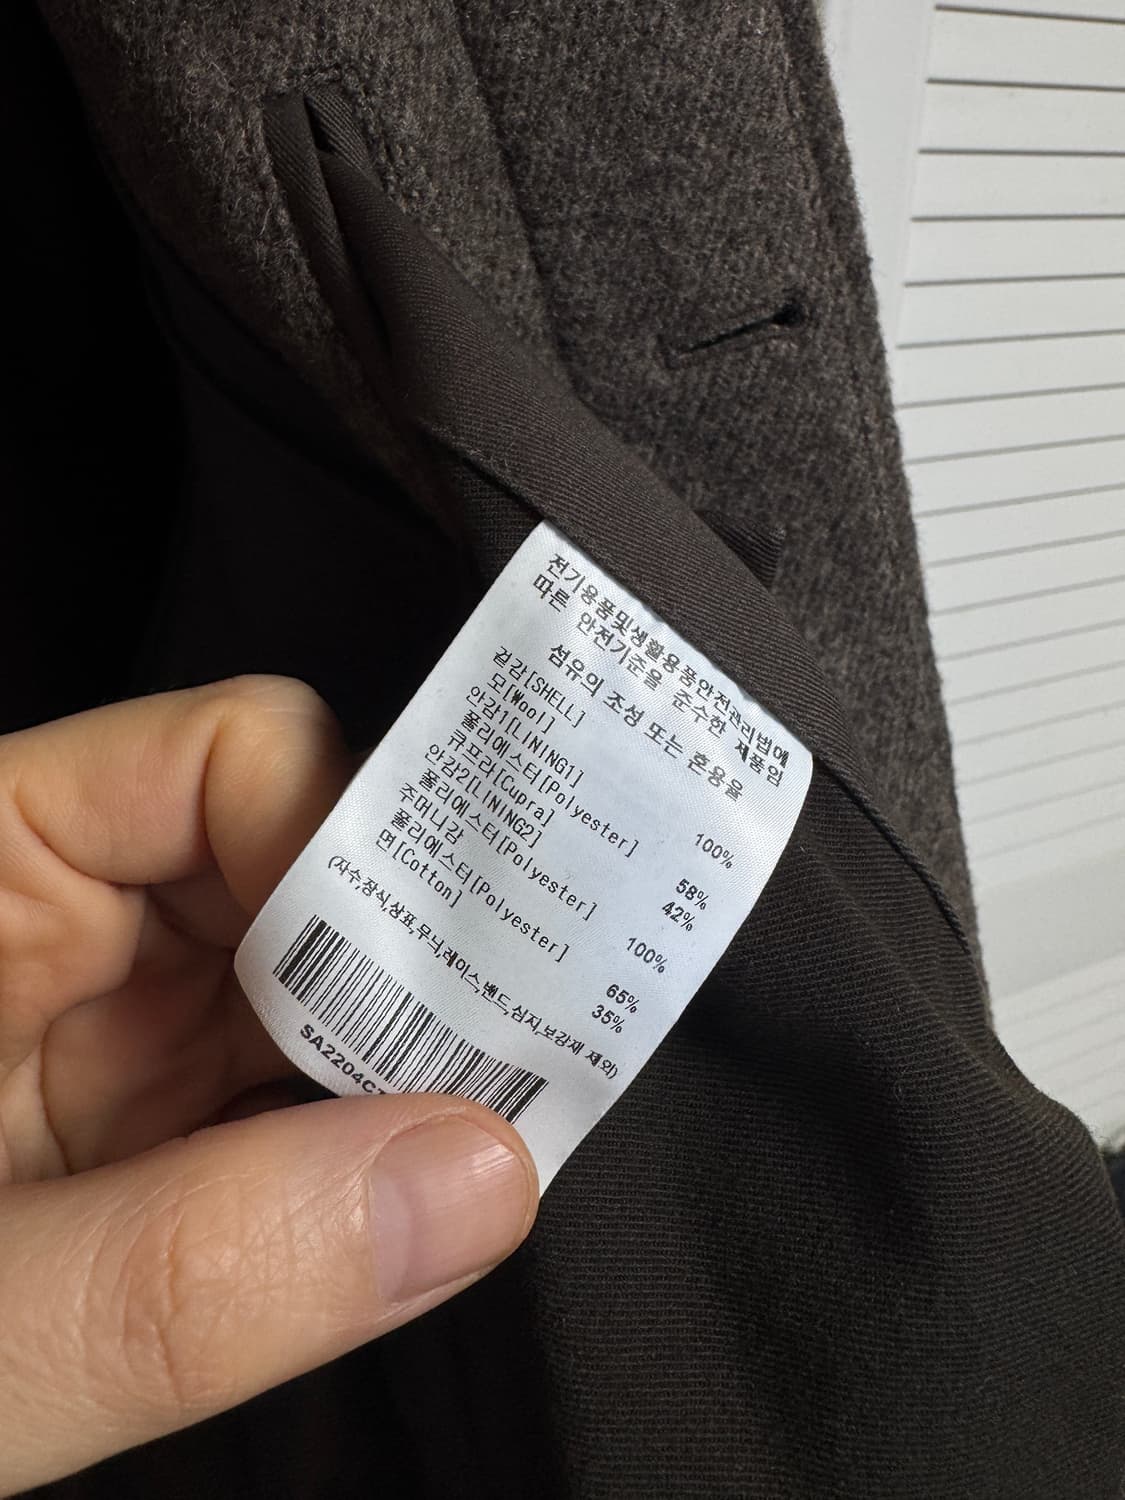 전기용품및생활용품안전관리법에
따른 안전기준을 준수한 제품임
섬유의 조성 또는 혼용율
겉감[SHELL]
모[Wool] 100%
안감1[LINING1]
폴리에스터[Polyester] 58%
큐프라[Cupra] 42%
안감2[LINING2]
폴리에스터[Polyester] 100%
주머니감
폴리에스터[Polyester] 65%
면[Cotton] 35%
(자수,장식,상표,무늬,레이스,밴드,심지,보강재 제외)
SA2204C